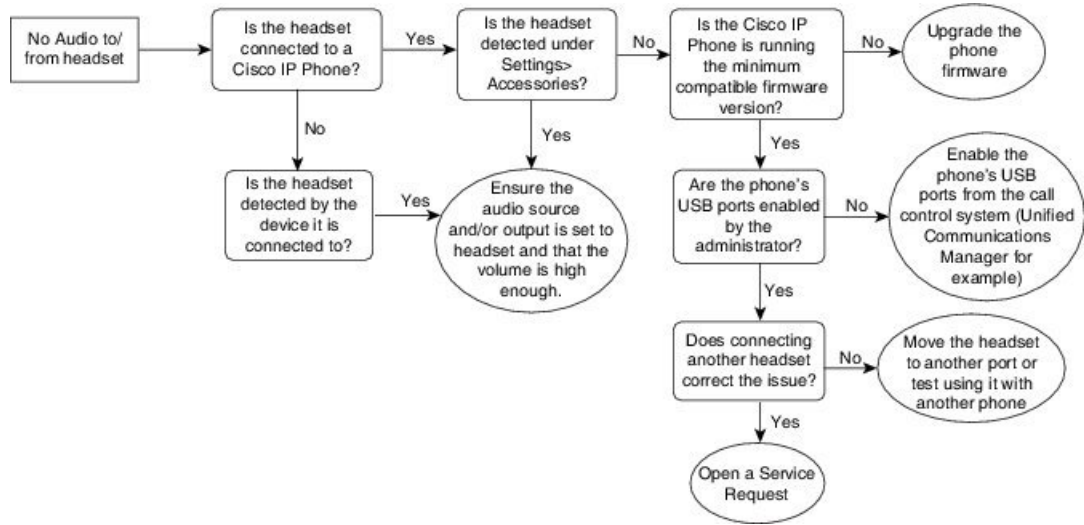 No Audio to/
from headset
Is the headset
connected to a
Cisco IP Phone?
Yes
Is the headset
detected under
Settings>
Accessories?
No
Is the Cisco IP
Phone is running
the minimum
compatible firmware
version?
No
Upgrade the
phone
firmware
No
Yes
Yes
Is the headset
detected by the
device it is
connected to?
Yes
Ensure the
audio source
and/or output is set to
headset and that the
volume is high
enough.
Are the phone's
USB ports enabled
by the
administrator?
No
Enable the
phone's USB
ports from the call
control system (Unified
Communications
Manager for
example)
Yes
Does connecting
another headset
correct the issue?
No
Move the headset
to another port or
test using it with
another phone
Yes
Open a Service
Request